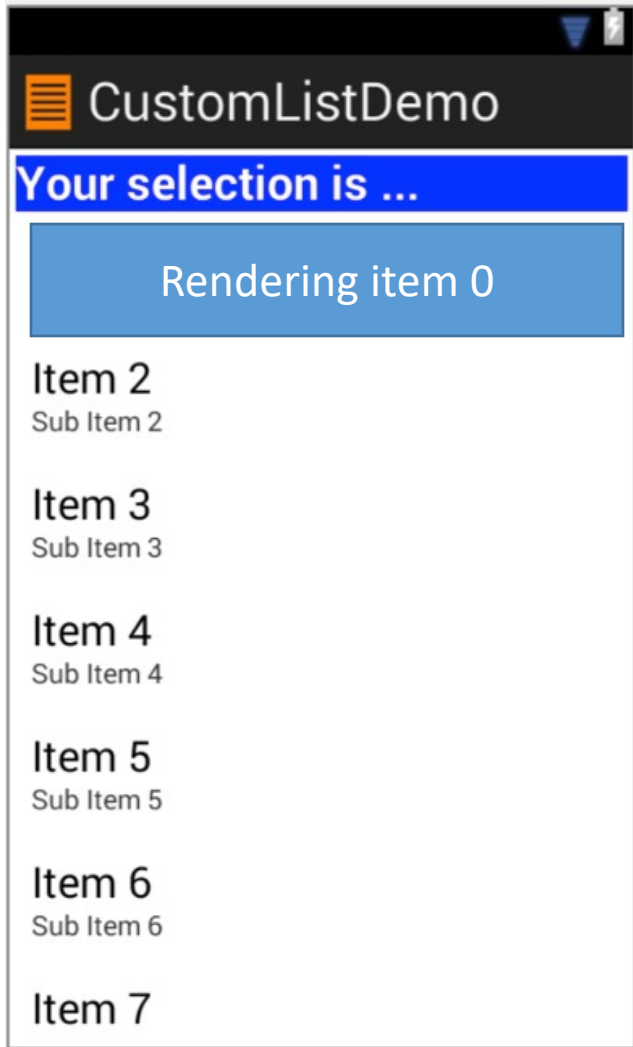 CustomListDemo
Your selection is ...
Rendering item 0
Item 2
Sub Item 2
Item 3
Sub Item 3
Item 4
Sub Item 4
Item 5
Sub Item 5
Item 6
Sub Item 6
Item 7